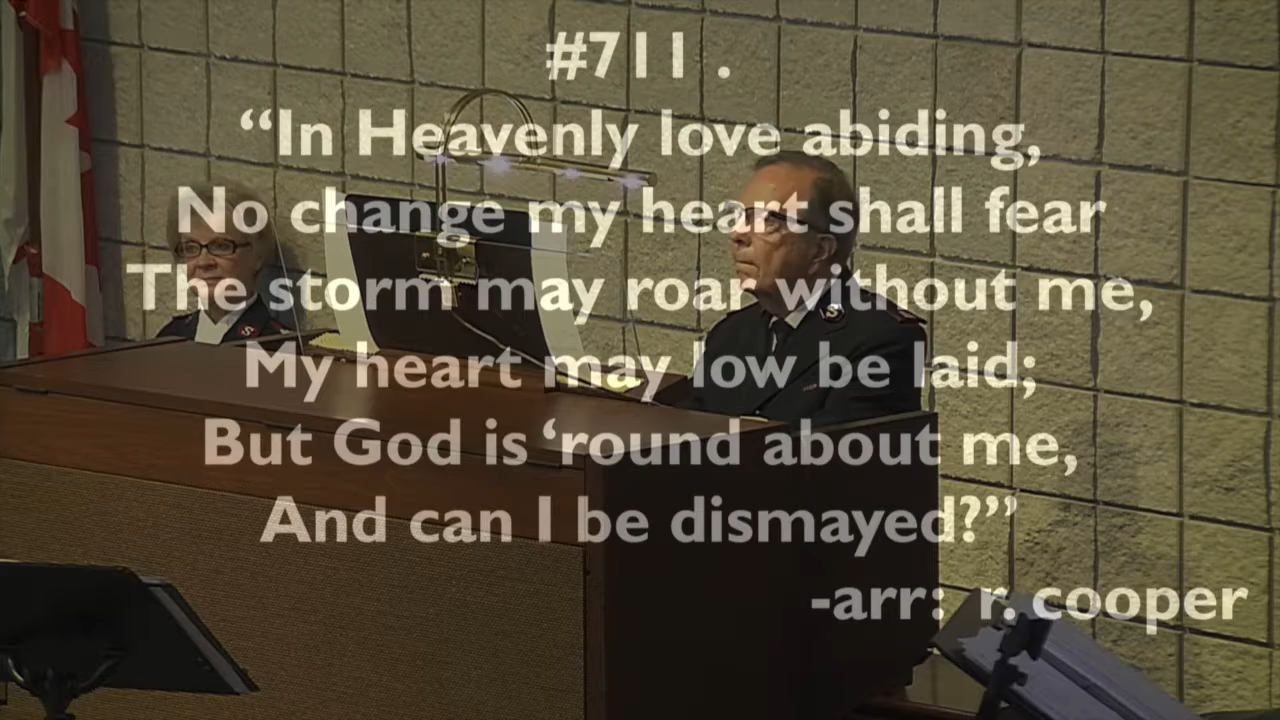 #711 .
“In Heavenly love abiding,
No change my heart shall fear
The storm may roar without me,
My heart may low be laid;
But God is ‘round about me,
And can I be dismayed?”
-arr:  r. cooper
S
S